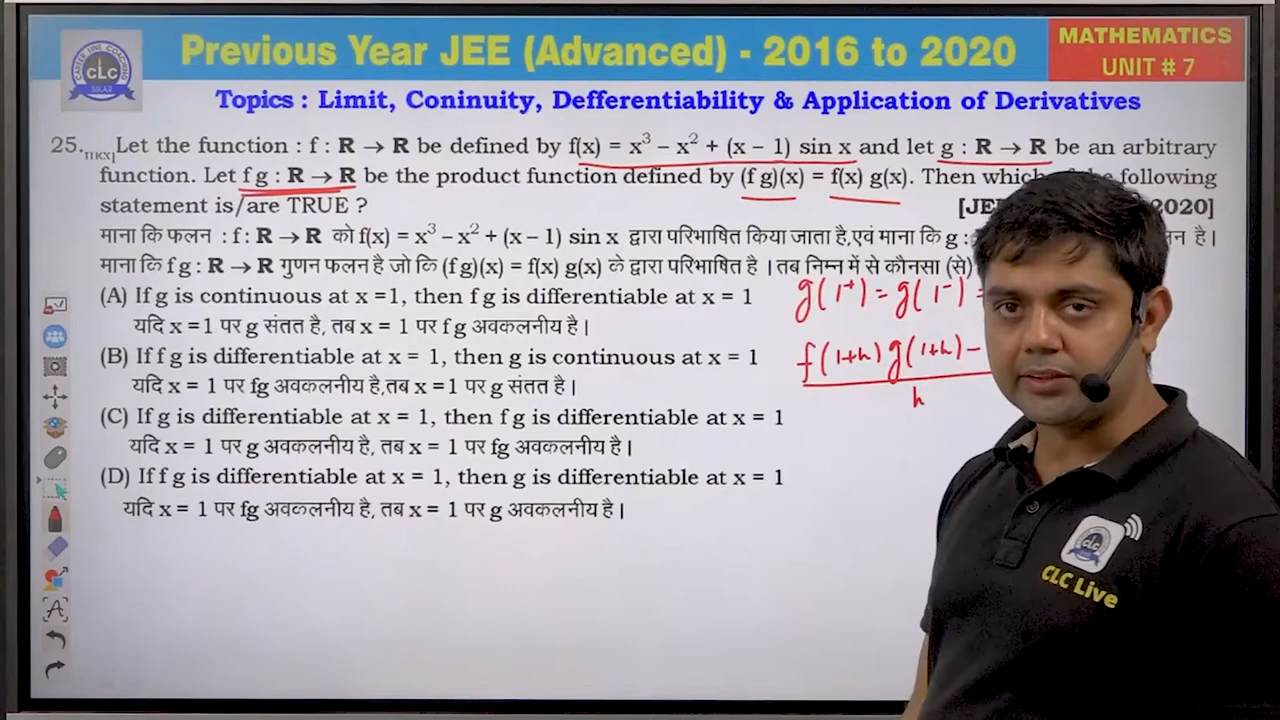 Previous Year JEE (Advanced) - 2016 to 2020
MATHEMATICS
UNIT # 7
CLC
SIKAR
Topics : Limit, Coninuity, Defferentiability & Application of Derivatives
25. Let the function : f : R → R be defined by f(x) = x³ – x² + (x – 1) sin x and let g : R → R be an arbitrary
function. Let f g : R → R be the product function defined by (f g)(x) = f(x) g(x). Then which following
statement is/are TRUE ? 2020]
माना कि फलन : f : R → R को f(x) = x³ – x² + (x – 1) sin x द्वारा परिभाषित किया जाता है,एवं माना कि g : है।
माना कि f g : R → R गुणन फलन है जो कि (f g)(x) = f(x) g(x) के द्वारा परिभाषित है । तब निम्न में से कौनसा (से)
(A) If g is continuous at x =1, then f g is differentiable at x = 1
यदि x =1 पर g संतत है, तब x = 1 पर f g अवकलनीय है।
(B) If f g is differentiable at x = 1, then g is continuous at x = 1
यदि x = 1 पर fg अवकलनीय है,तब x =1 पर g संतत है।
(C) If g is differentiable at x = 1, then f g is differentiable at x = 1
यदि x = 1 पर g अवकलनीय है, तब x = 1 पर fg अवकलनीय है।
(D) If f g is differentiable at x = 1, then g is differentiable at x = 1
यदि x = 1 पर fg अवकलनीय है, तब x = 1 पर g अवकलनीय है।
g(1⁺) = g(1⁻) =
f(1+h) g(1+h) –
h
CLC
CLC Live